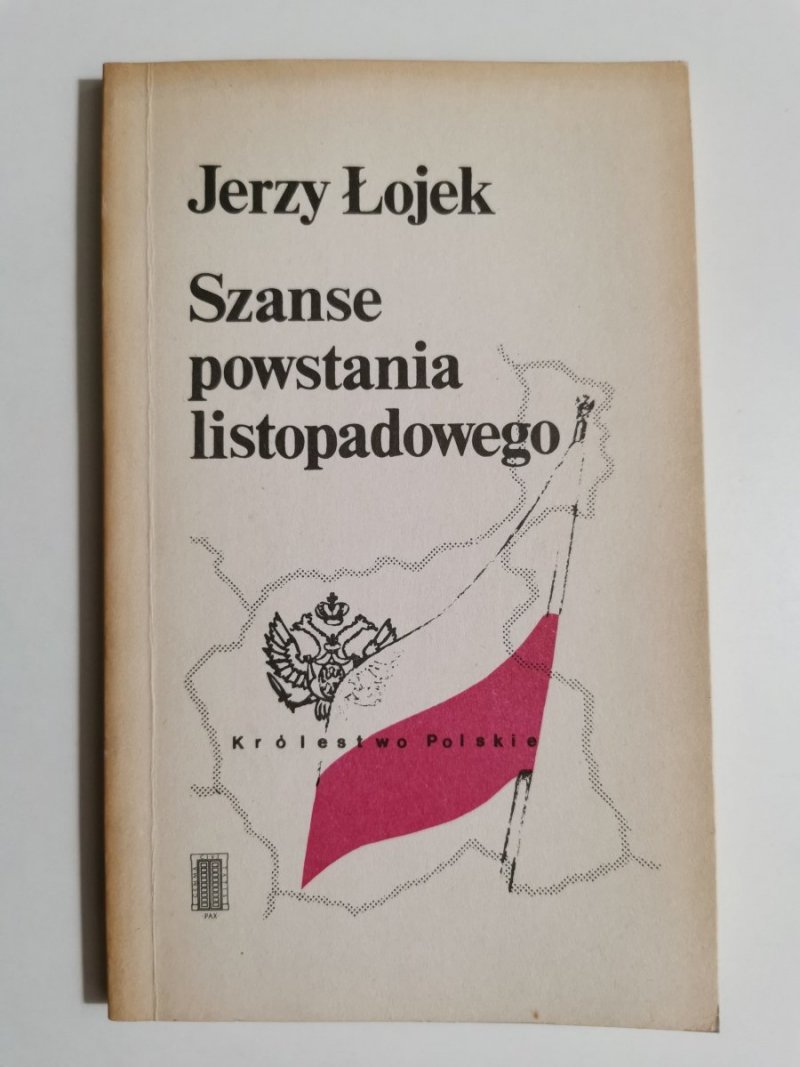 Jerzy Łojek
Szanse
powstania
listopadowego
Królestwo Polskie
PAX